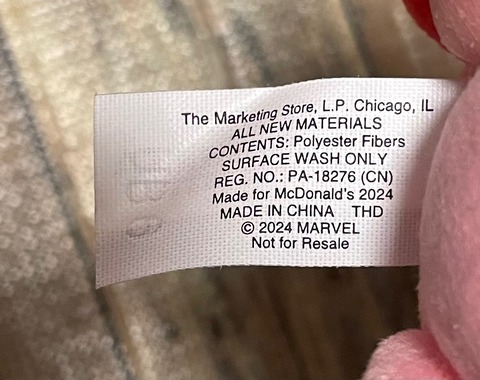 The Marketing Store, L.P. Chicago, IL
ALL NEW MATERIALS
CONTENTS: Polyester Fibers
SURFACE WASH ONLY
REG. NO.: PA-18276 (CN)
Made for McDonald's 2024
MADE IN CHINA THD
© 2024 MARVEL
Not for Resale